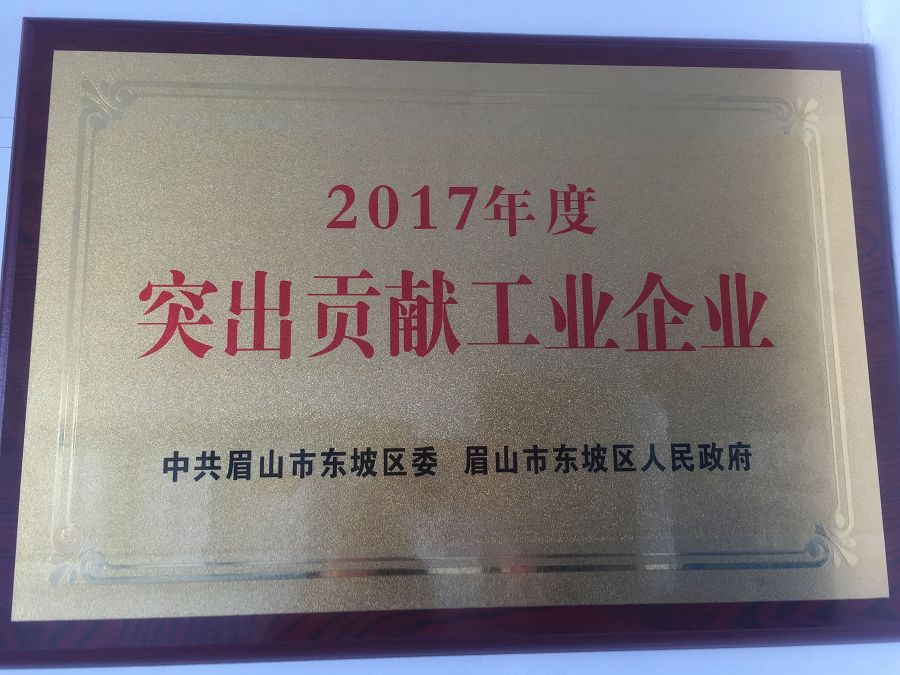 2017年度
突出贡献工业企业
中共眉山市东坡区委 眉山市东坡区人民政府